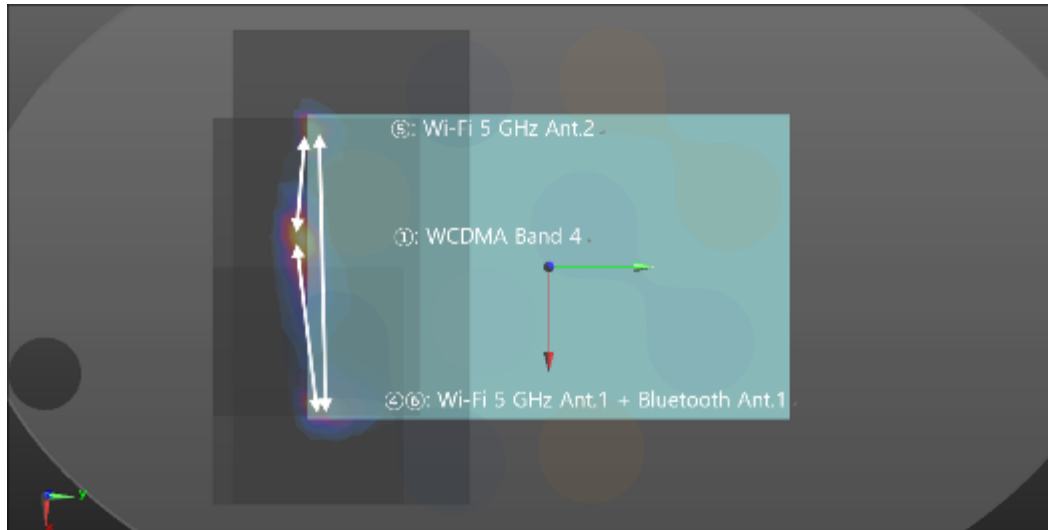 ⑤: Wi-Fi 5 GHz Ant.2
①: WCDMA Band 4
④⑥: Wi-Fi 5 GHz Ant.1 + Bluetooth Ant.1
y
x